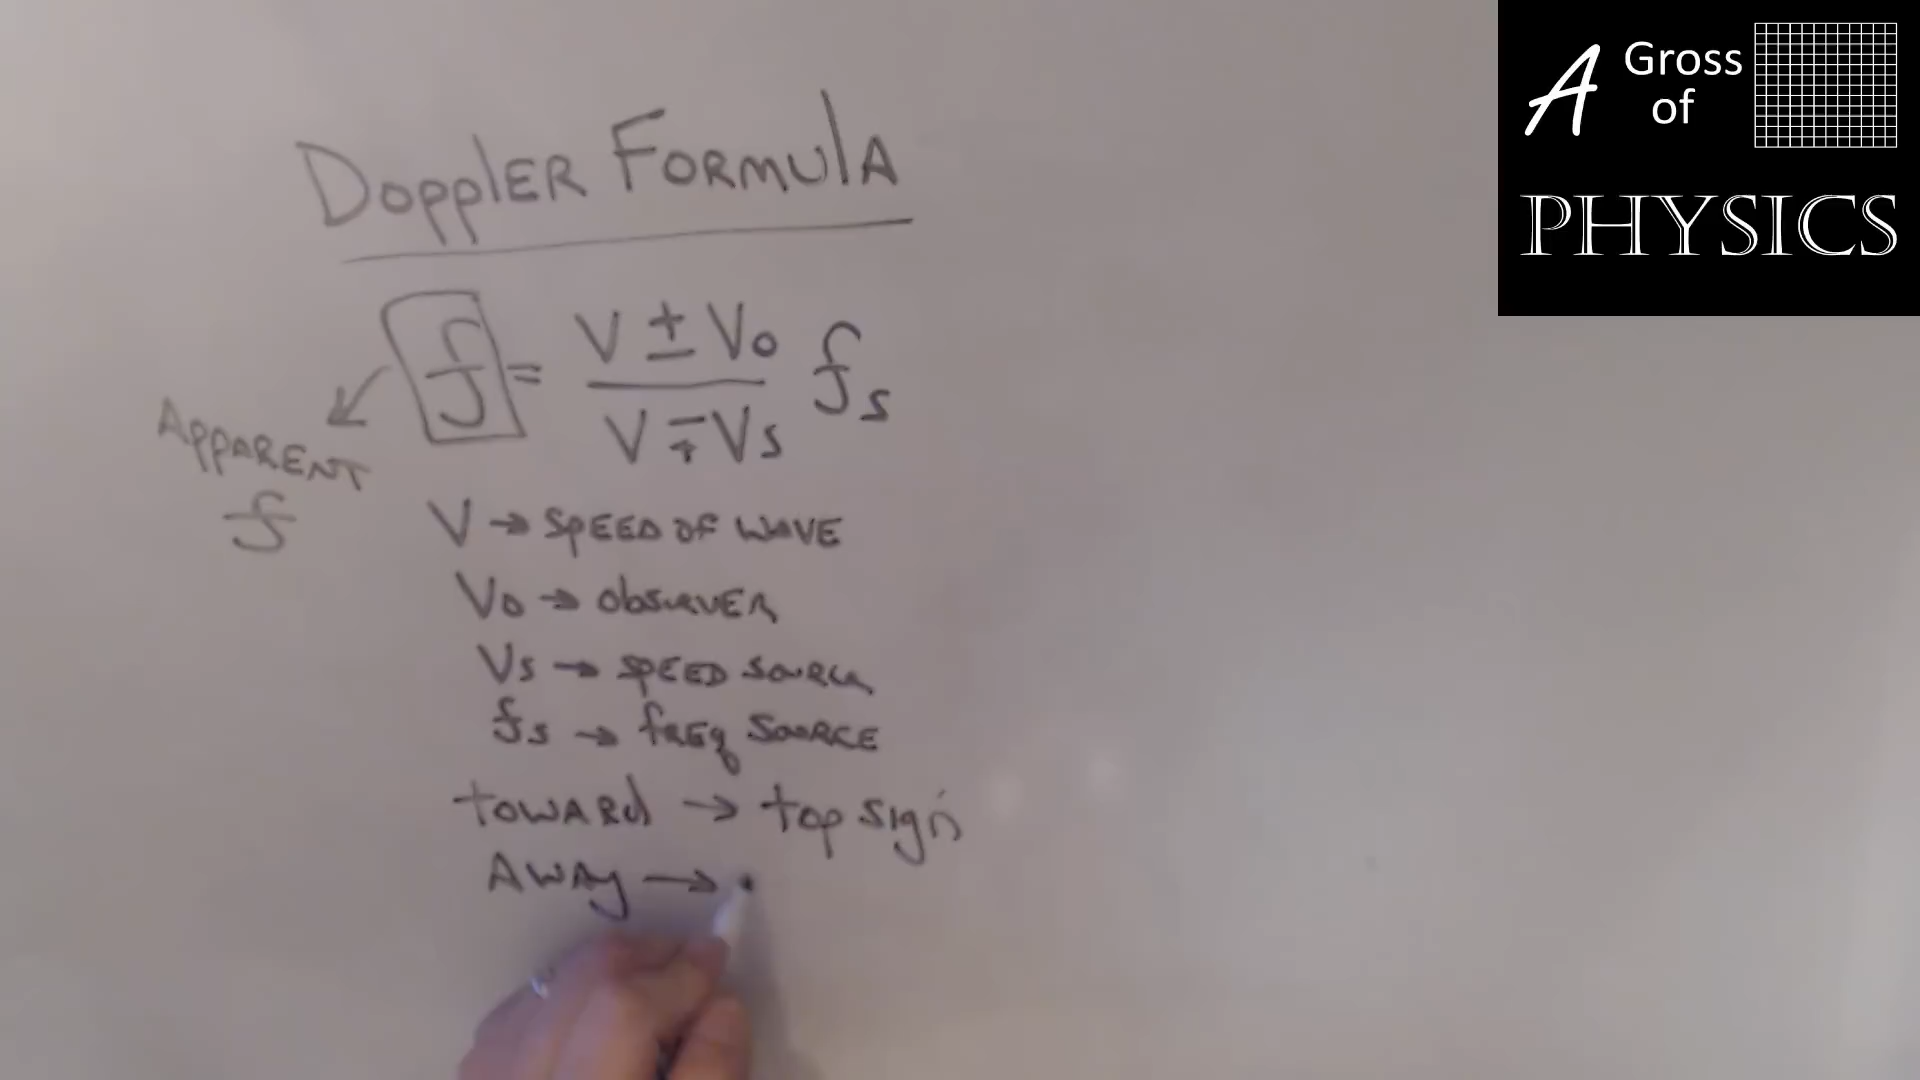 Doppler Formula
f = V ± Vo / V ∓ Vs fs
Apparent
f
V → speed of wave
Vo → observer
Vs → speed source
fs → freq source
toward → top sign
Away →
A Gross of
PHYSICS